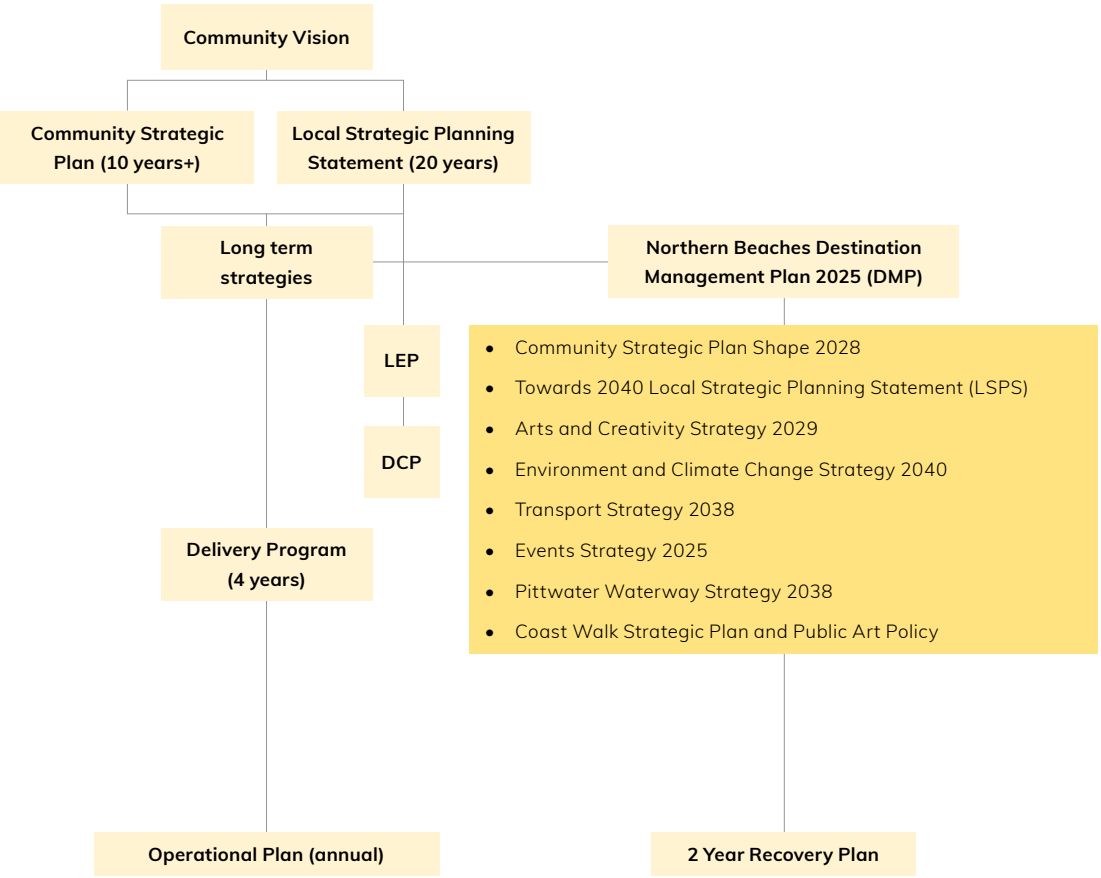 Community Vision
Community Strategic
Plan (10 years+)
Local Strategic Planning
Statement (20 years)
Long term
strategies
Northern Beaches Destination
Management Plan 2025 (DMP)
LEP
DCP
• Community Strategic Plan Shape 2028
• Towards 2040 Local Strategic Planning Statement (LSPS)
• Arts and Creativity Strategy 2029
• Environment and Climate Change Strategy 2040
• Transport Strategy 2038
• Events Strategy 2025
• Pittwater Waterway Strategy 2038
• Coast Walk Strategic Plan and Public Art Policy
Delivery Program
(4 years)
Operational Plan (annual)
2 Year Recovery Plan